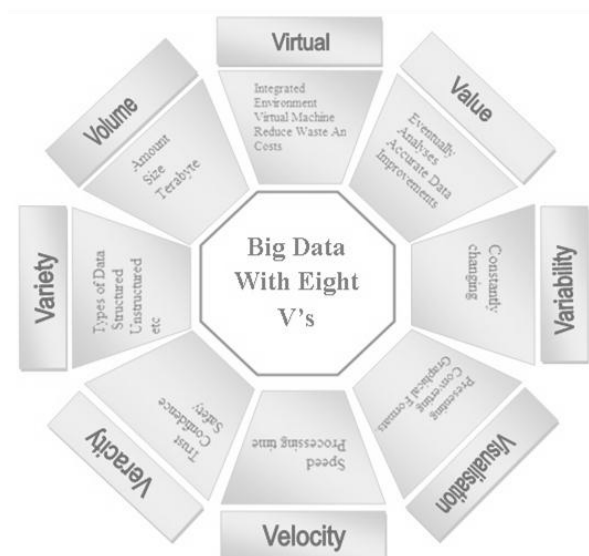 Virtual
Integrated
Environment
Virtual Machine
Reduce Waste An
Costs
Value
Eventually
Analyses
Accurate Data
Improvements
Variability
Constantly
changing
Visualisation
Presenting
Converting
Graphical Formats
Velocity
Speed
Processing time
Veracity
Trust
Confidence
Safety
Variety
Types of Data
Structured
Unstructured
etc
Volume
Amount
Size
Terabyte
Big Data
With Eight
V's